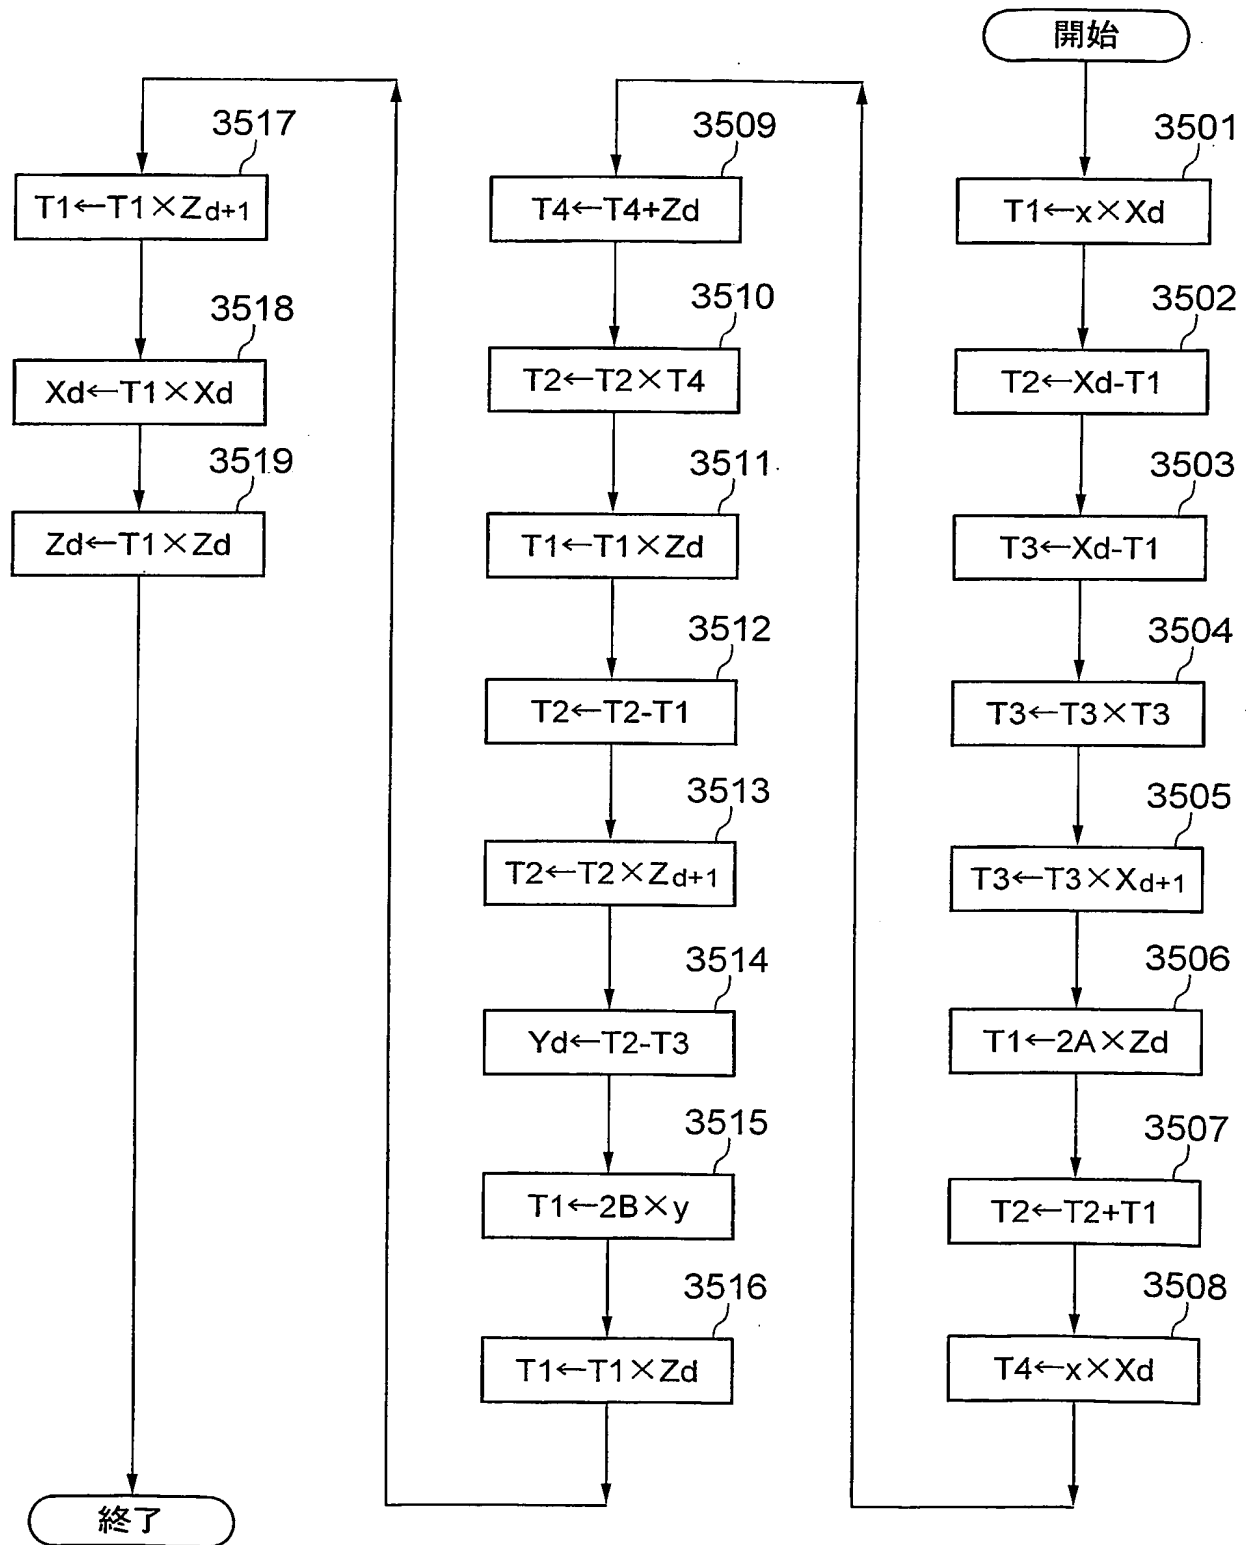 開始
3501
T1←x×Xd
3502
T2←Xd-T1
3503
T3←Xd-T1
3504
T3←T3×T3
3505
T3←T3×Xd+1
3506
T1←2A×Zd
3507
T2←T2+T1
3508
T4←x×Xd
3509
T4←T4+Zd
3510
T2←T2×T4
3511
T1←T1×Zd
3512
T2←T2-T1
3513
T2←T2×Zd+1
3514
Yd←T2-T3
3515
T1←2B×y
3516
T1←T1×Zd
3517
T1←T1×Zd+1
3518
Xd←T1×Xd
3519
Zd←T1×Zd
終了